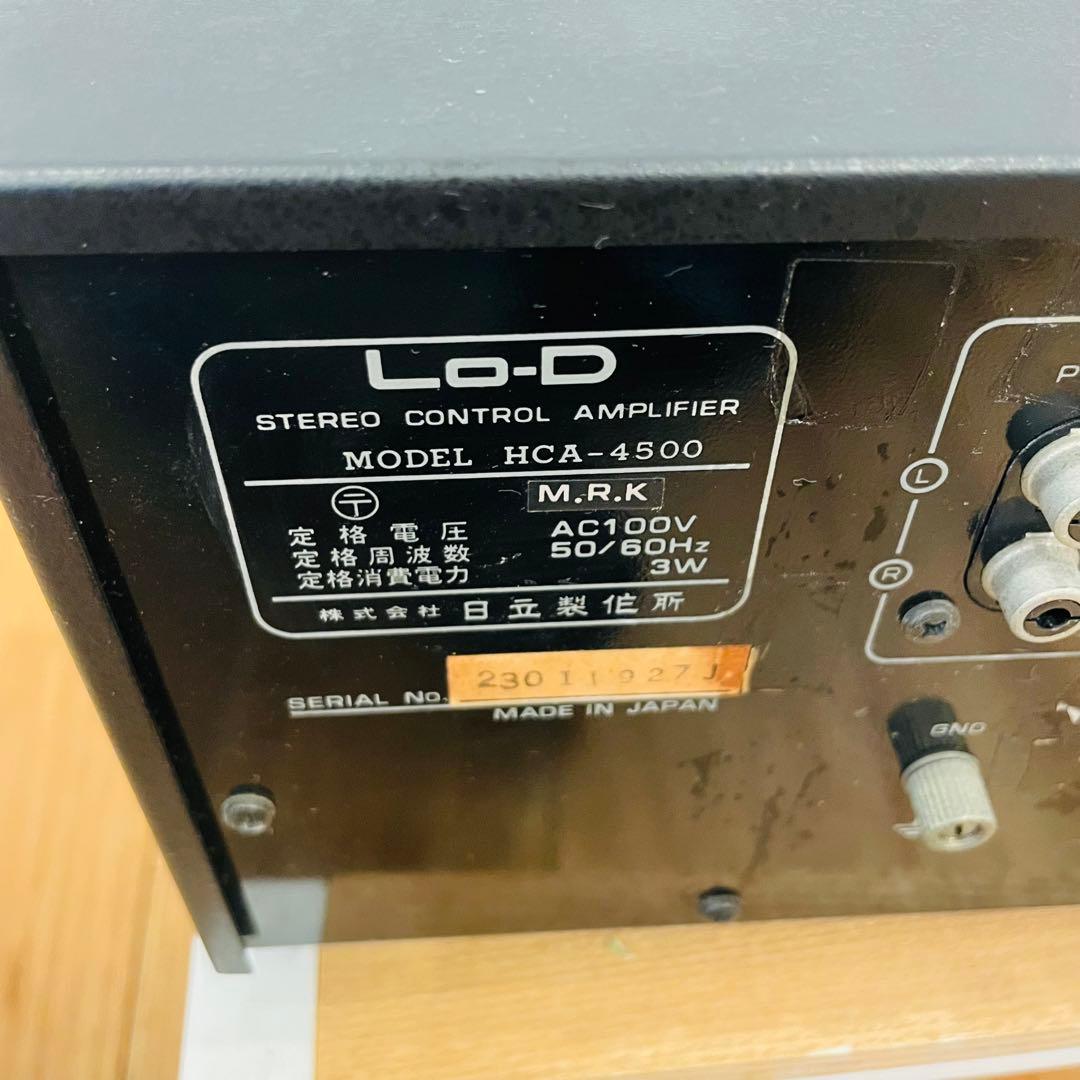 Lo-D
STEREO CONTROL AMPLIFIER
MODEL HCA-4500
〒 M.R.K
定格電圧 AC100V
定格周波数 50/60Hz
定格消費電力 3W
株式会社 日立製作所
SERIAL No. 230I1927J
MADE IN JAPAN
P
L
R
GND